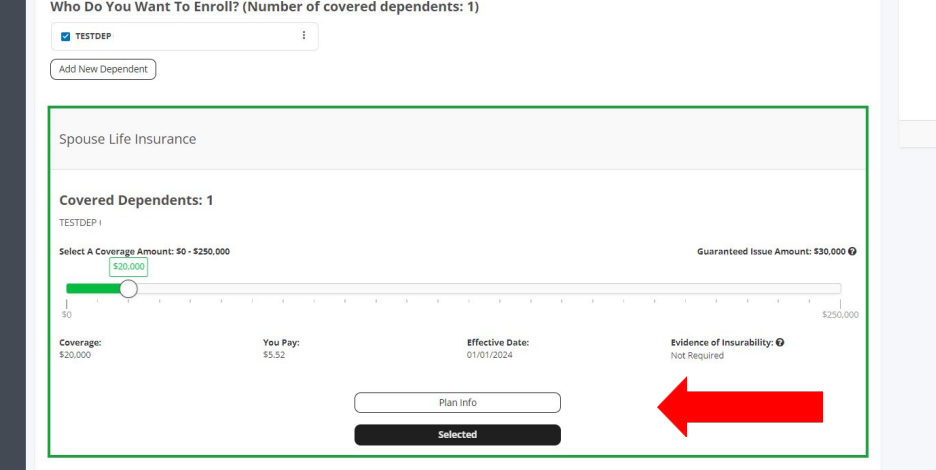 Who Do You Want To Enroll? (Number of covered dependents: 1)
TESTDEP
Add New Dependent
Spouse Life Insurance
Covered Dependents: 1
TESTDEP
Select A Coverage Amount: $0 - $250,000
Guaranteed Issue Amount: $30,000
$20,000
$0
$250,000
Coverage:
$20,000
You Pay:
$5.52
Effective Date:
01/01/2024
Evidence of Insurability:
Not Required
Plan Info
Selected